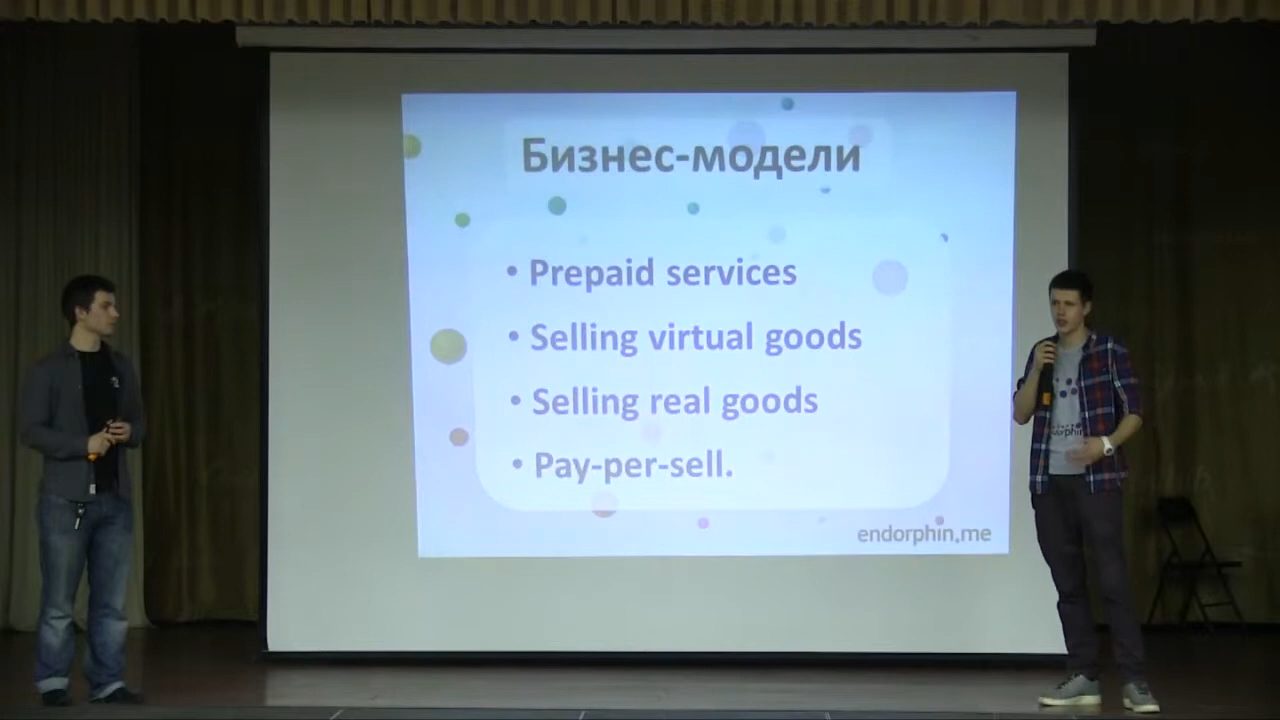 Бизнес-модели
• Prepaid services
• Selling virtual goods
• Selling real goods
• Pay-per-sell.
endorphin.me